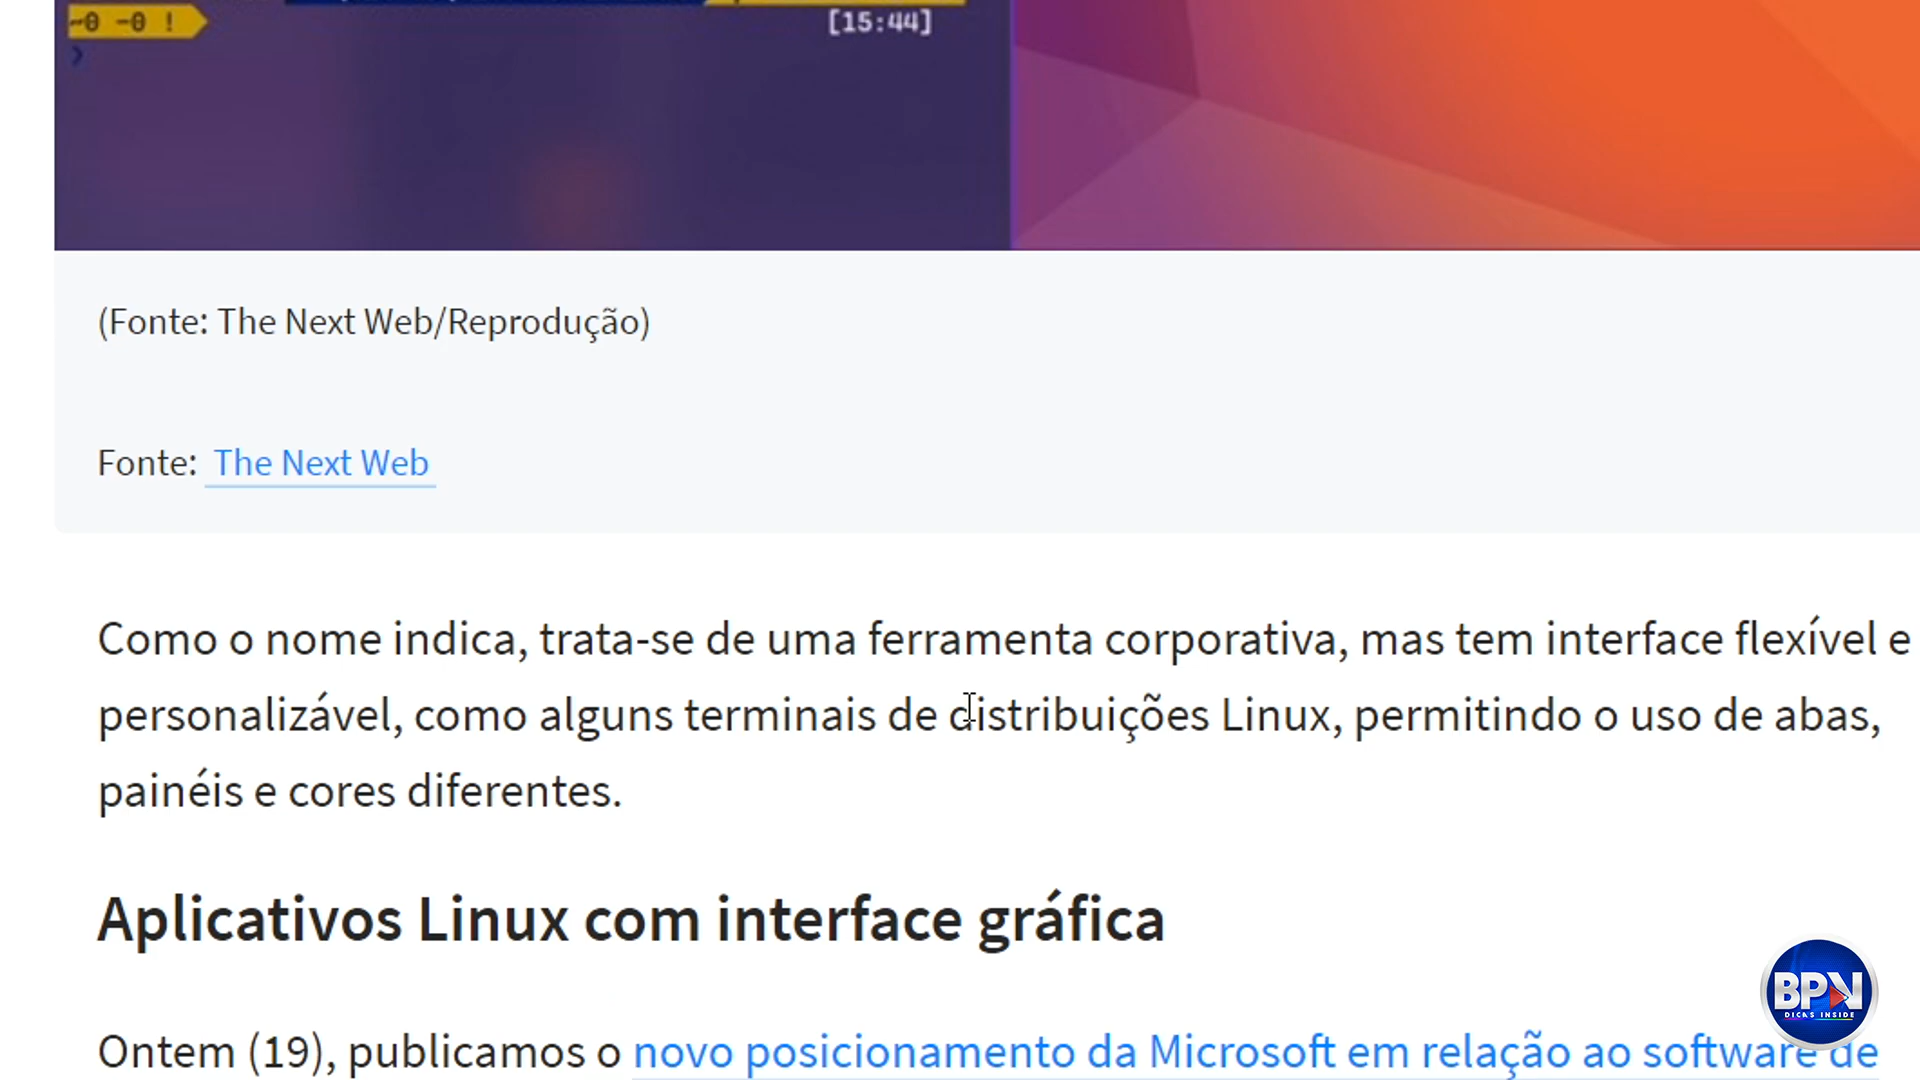 ~0 -0 !
[15:44]
(Fonte: The Next Web/Reprodução)
Fonte: The Next Web
Como o nome indica, trata-se de uma ferramenta corporativa, mas tem interface flexível e
personalizável, como alguns terminais de distribuições Linux, permitindo o uso de abas,
painéis e cores diferentes.
Aplicativos Linux com interface gráfica
Ontem (19), publicamos o novo posicionamento da Microsoft em relação ao software de
BPN
DICAS INSIDE